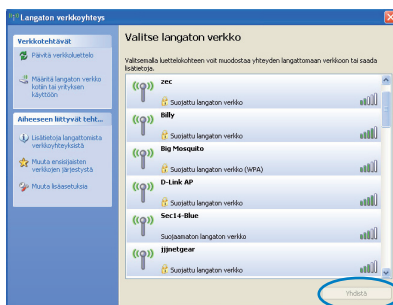 Langaton verkkoyhteys
Verkkotehtävät
Päivitä verkkoluettelo
Määritä langaton verkko
kotiin tai yrityksen
käyttöön
Aiheeseen liittyvät teht...
Lisätietoja langattomista
verkkoyhteyksistä
Muuta ensisijaisten
verkkojen järjestystä
Muuta lisäasetuksia
Valitse langaton verkko
Valitsemalla luettelokohteen voit muodostaa yhteyden langattomaan verkkoon tai saada
lisätietoja.
zec
Suojattu langaton verkko
Billy
Suojattu langaton verkko
Big Mosquito
Suojattu langaton verkko (WPA)
D-Link AP
Suojattu langaton verkko
Sec14-Blue
Suojaamaton langaton verkko
jjjnetgear
Suojattu langaton verkko
Yhdistä